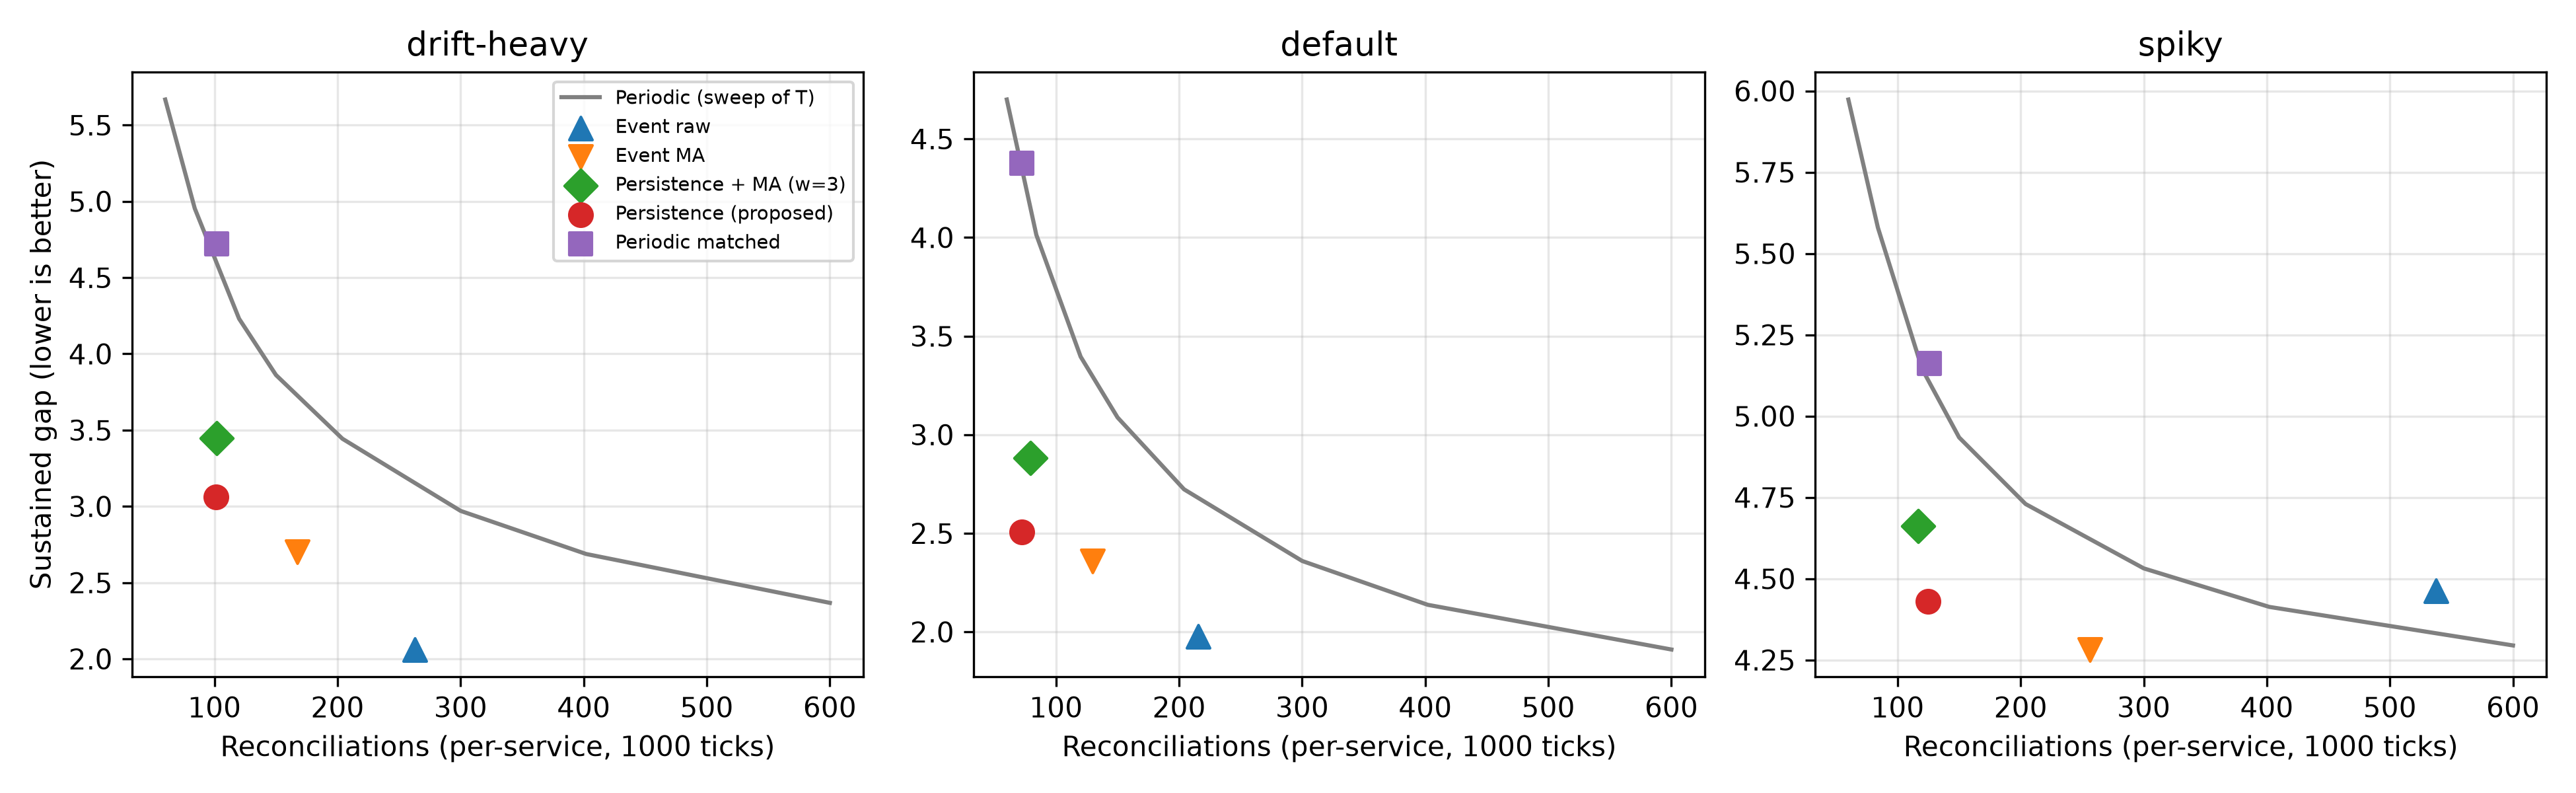 drift-heavy
Sustained gap (lower is better)
5.5
5.0
4.5
4.0
3.5
3.0
2.5
2.0
Periodic (sweep of T)
Event raw
Event MA
Persistence + MA (w=3)
Persistence (proposed)
Periodic matched
100 200 300 400 500 600
Reconciliations (per-service, 1000 ticks)
default
4.5
4.0
3.5
3.0
2.5
2.0
100 200 300 400 500 600
Reconciliations (per-service, 1000 ticks)
spiky
6.00
5.75
5.50
5.25
5.00
4.75
4.50
4.25
100 200 300 400 500 600
Reconciliations (per-service, 1000 ticks)